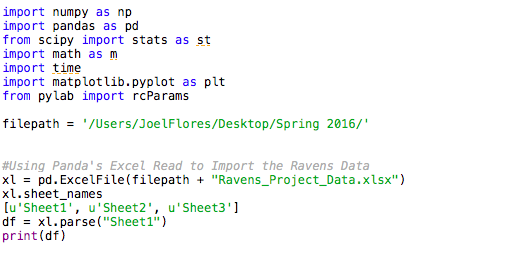 import numpy as np
import pandas as pd
from scipy import stats as st
import math as m
import time
import matplotlib.pyplot as plt
from pylab import rcParams
filepath = '/Users/JoelFlores/Desktop/Spring 2016/'
#Using Panda's Excel Read to Import the Ravens Data
xl = pd.ExcelFile(filepath + "Ravens_Project_Data.xlsx")
xl.sheet_names
[u'Sheet1', u'Sheet2', u'Sheet3']
df = xl.parse("Sheet1")
print(df)